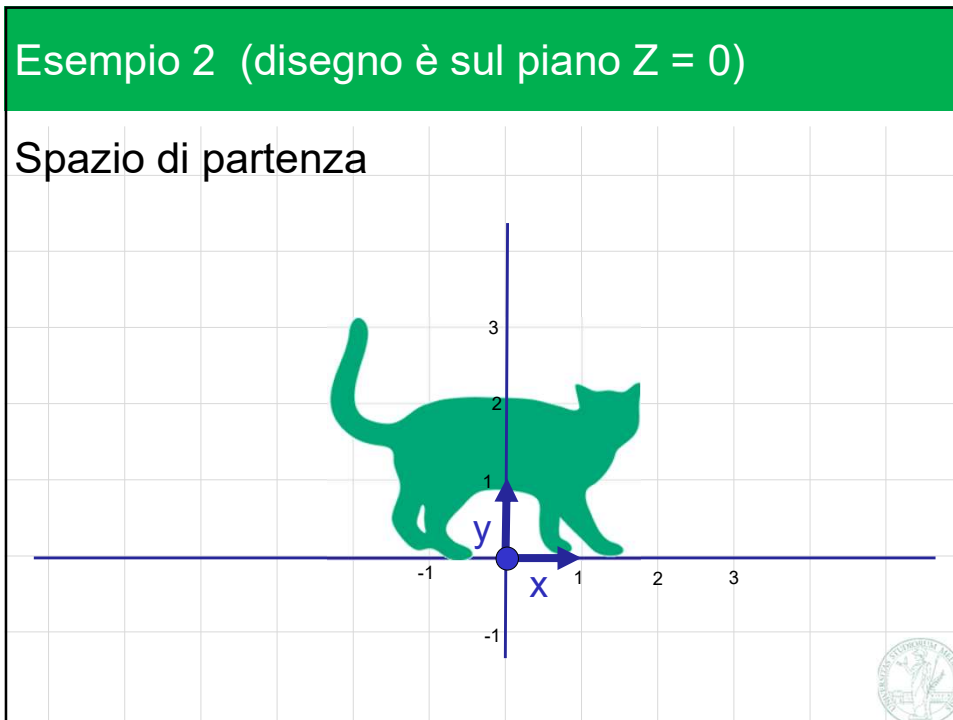 Esempio 2 (disegno è sul piano Z = 0)
Spazio di partenza
3
2
1
y
-1
x
1
2
3
-1